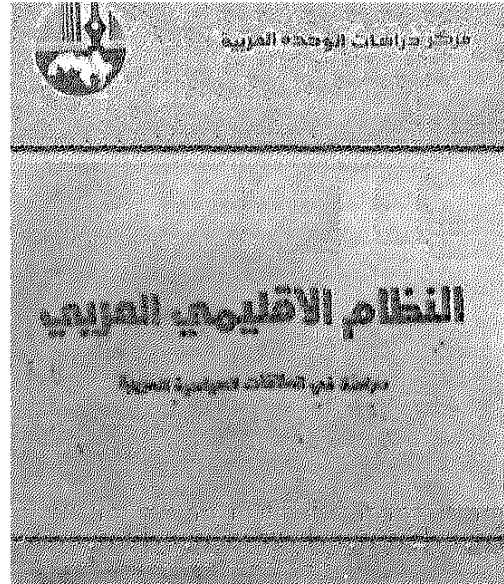 مركز دراسات الوحدة العربية
النظام الاقليمي العربي
دراسة في العلاقات السياسية العربية